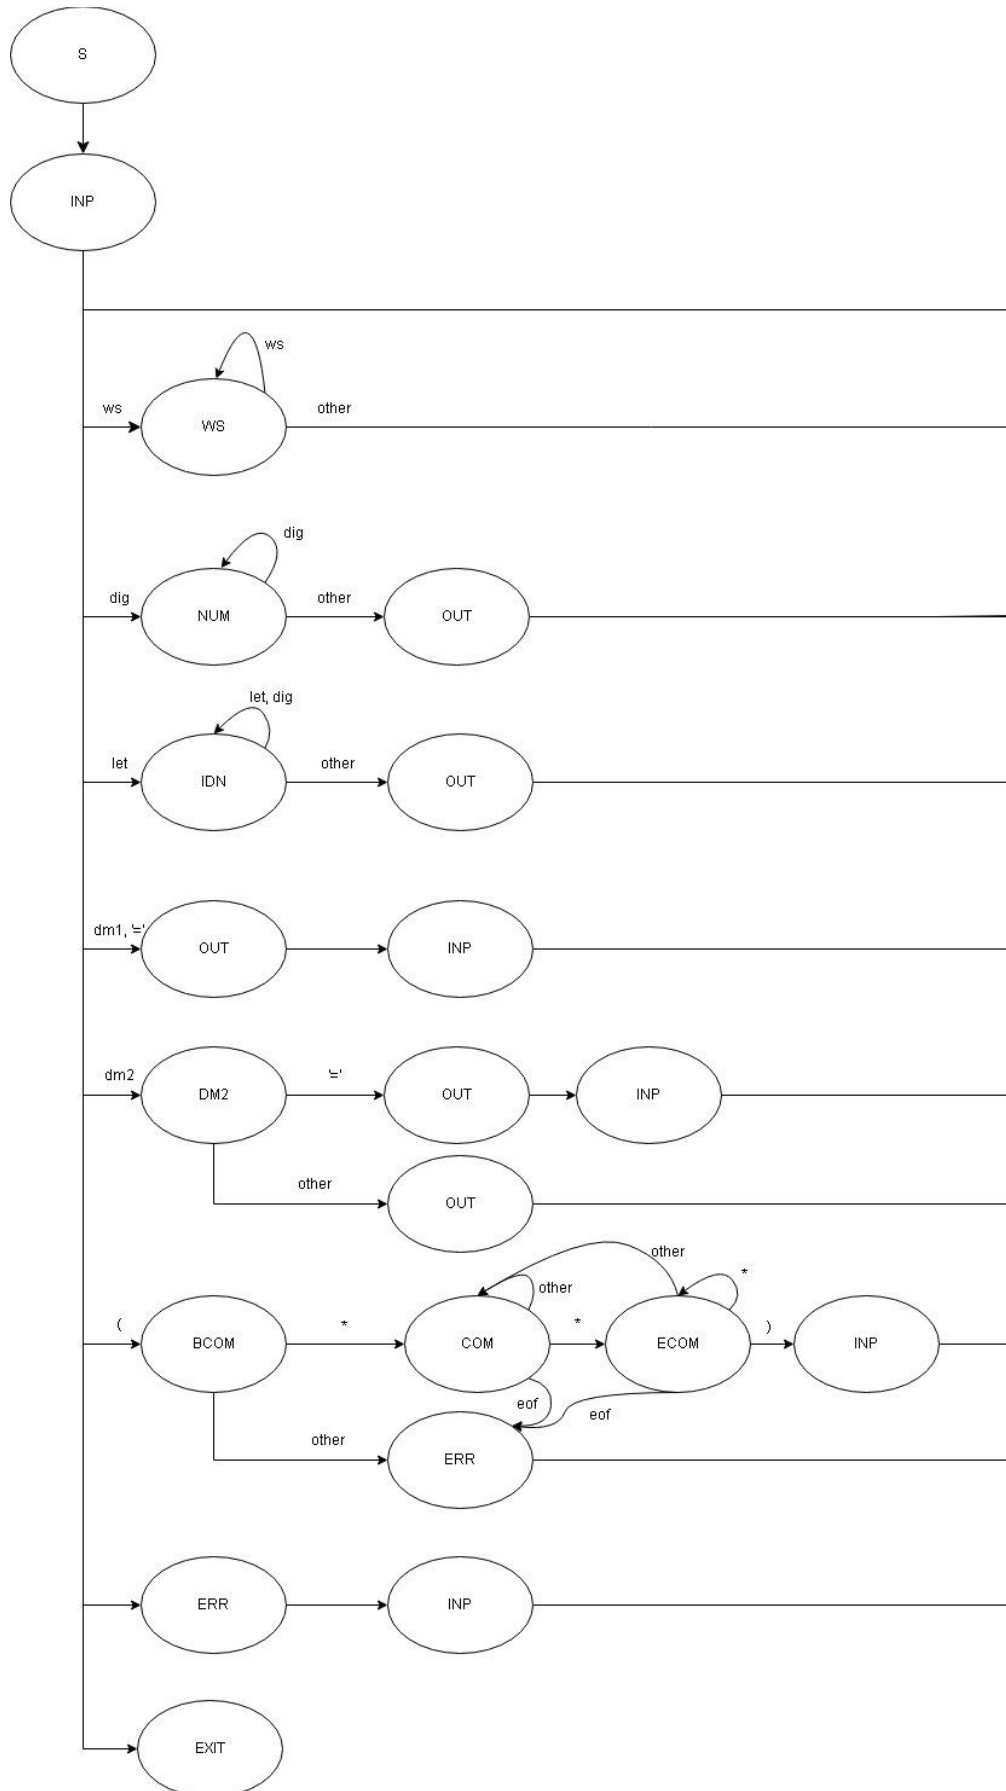 S
INP
ws
ws
WS
other
dig
dig
NUM
other
OUT
let, dig
let
IDN
other
OUT
dm1, '='
OUT
INP
dm2
DM2
'='
OUT
INP
other
OUT
other
other
*
(
BCOM
*
COM
*
ECOM
)
INP
eof
eof
other
ERR
ERR
INP
EXIT